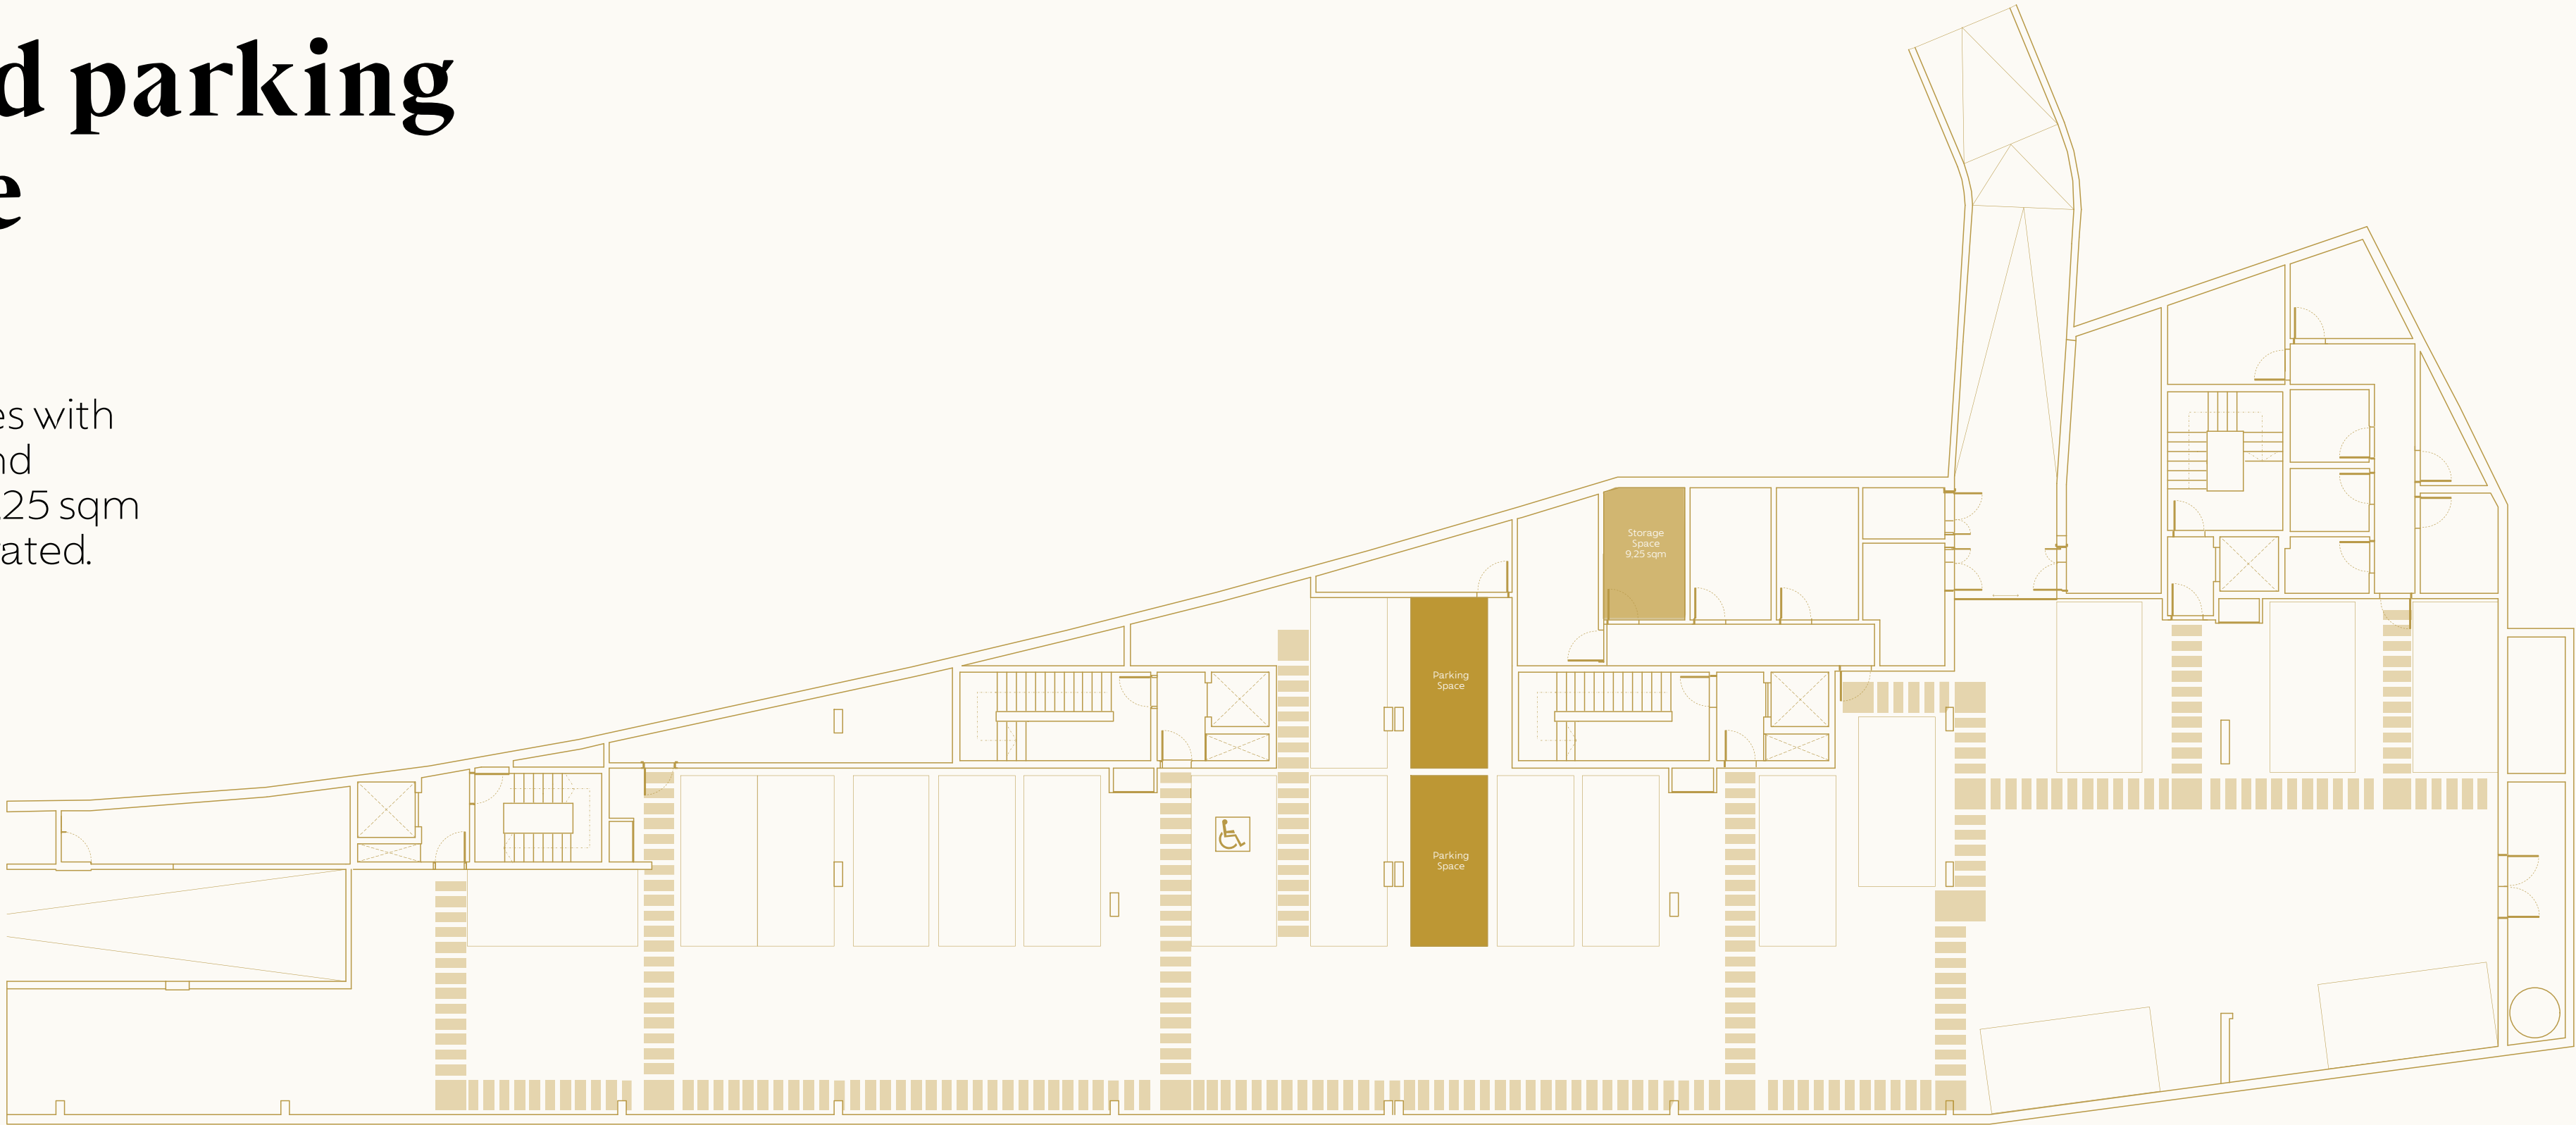 d parking
e
es with
nd
,25 sqm
ated.
Storage
Space
9,25 sqm
Parking
Space
Parking
Space